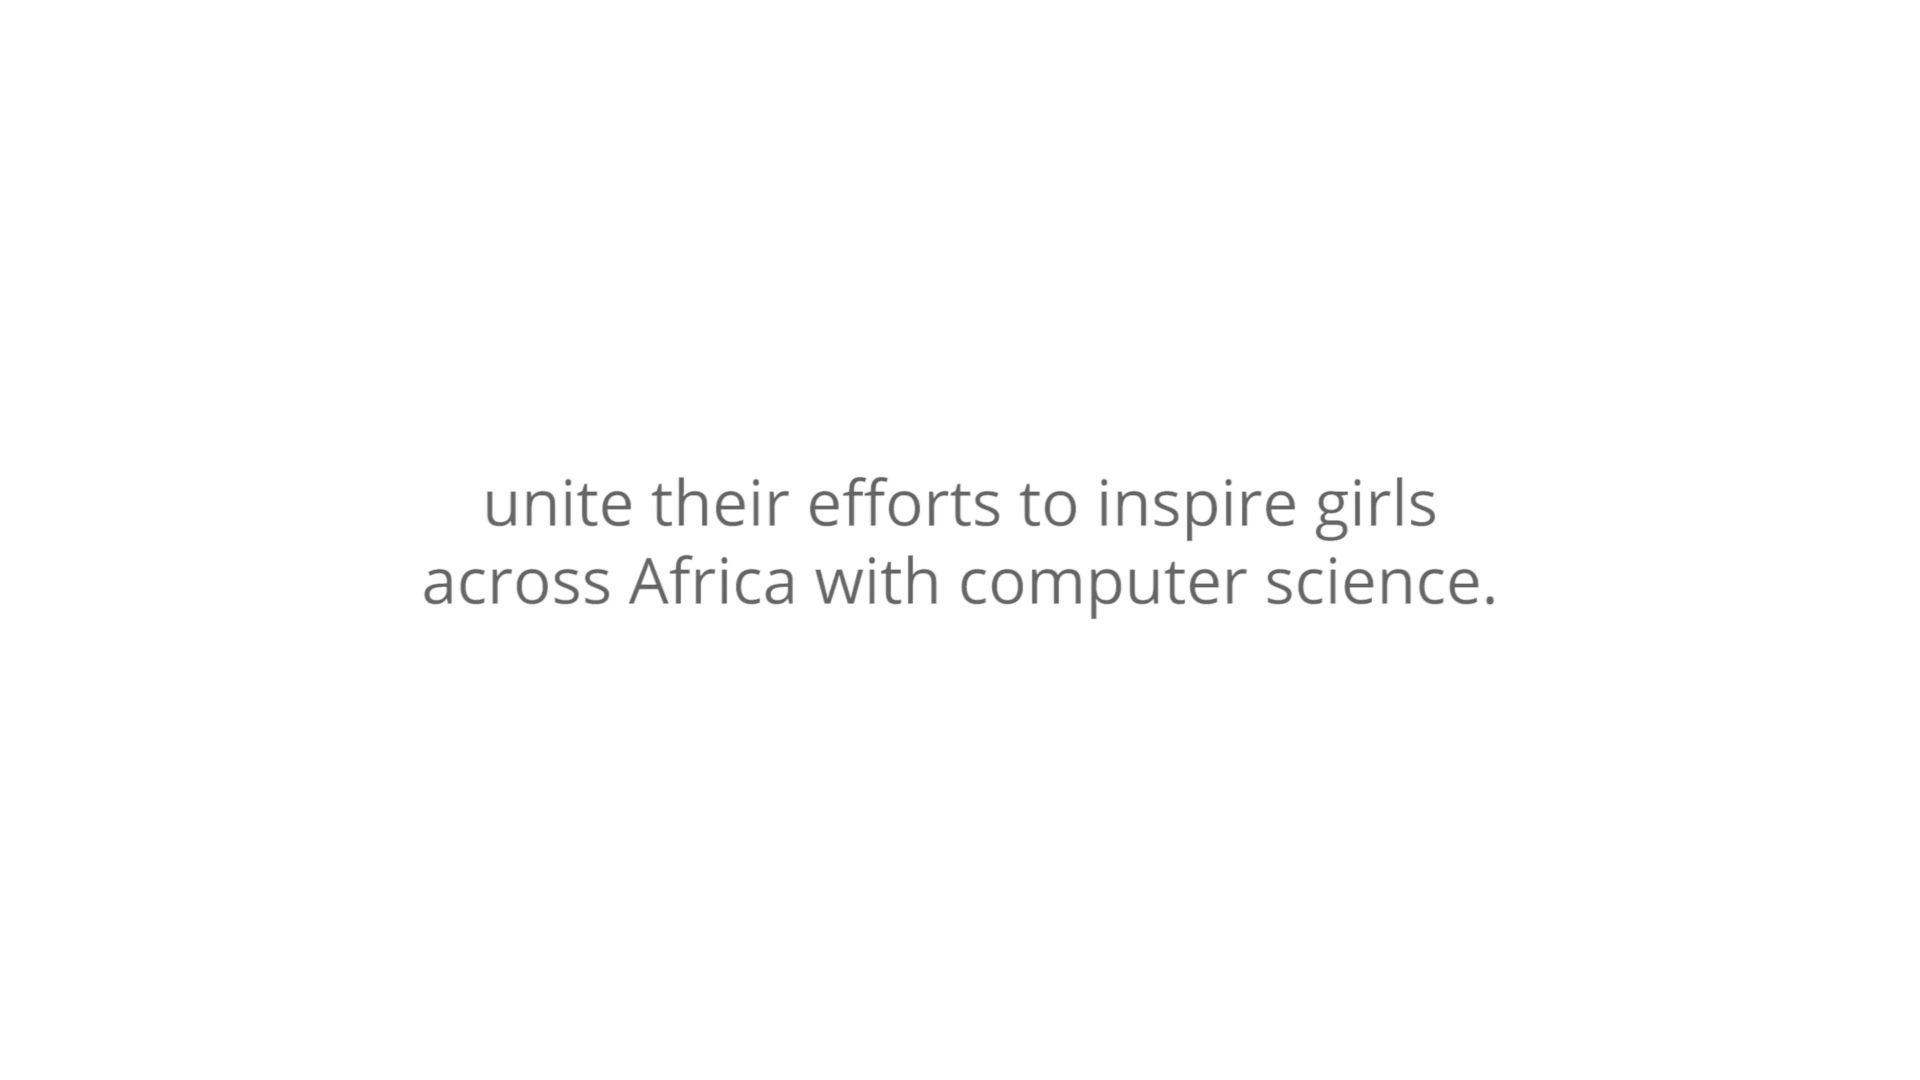 unite their efforts to inspire girls
across Africa with computer science.